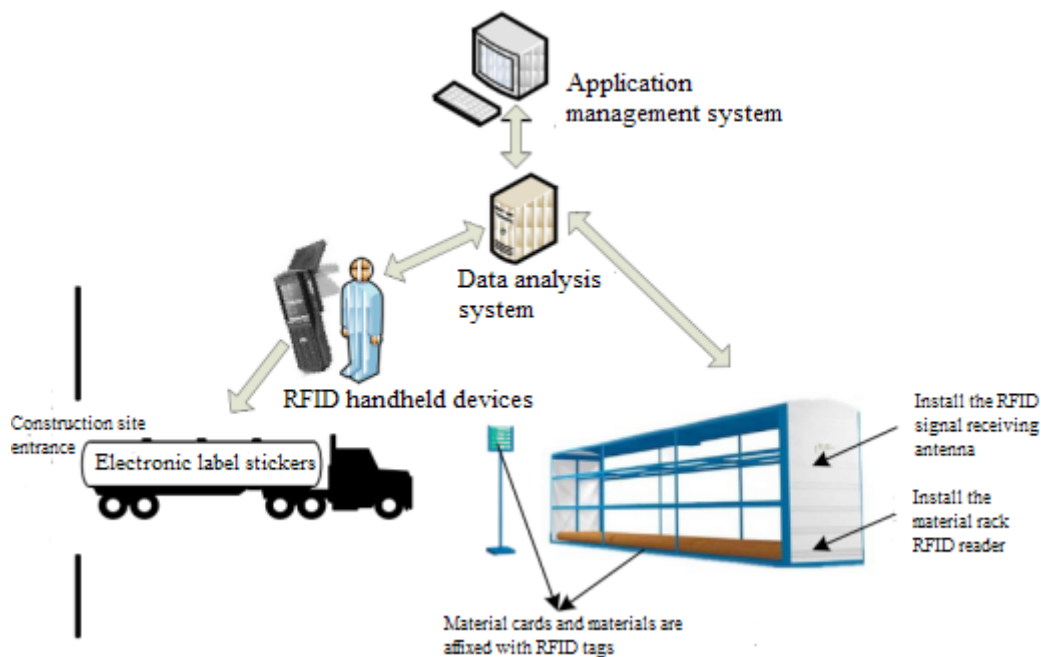 Application
management system
Data analysis
system
RFID handheld devices
Construction site
entrance
Electronic label stickers
Install the RFID
signal receiving
antenna
Install the
material rack
RFID reader
Material cards and materials are
affixed with RFID tags